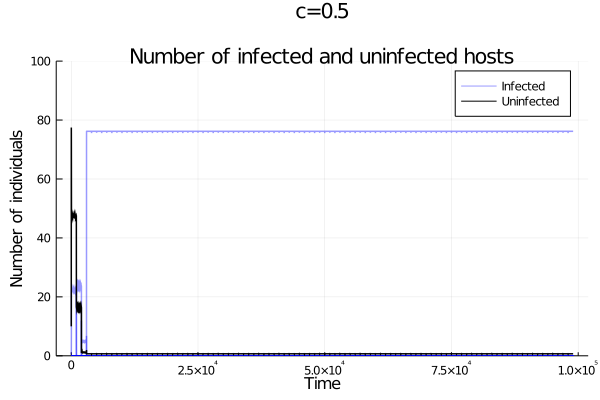 c=0.5
Number of infected and uninfected hosts
100
Infected
Uninfected
80
60
40
20
0
Number of individuals
0
2.5×10⁴
5.0×10⁴
7.5×10⁴
1.0×10⁵
Time